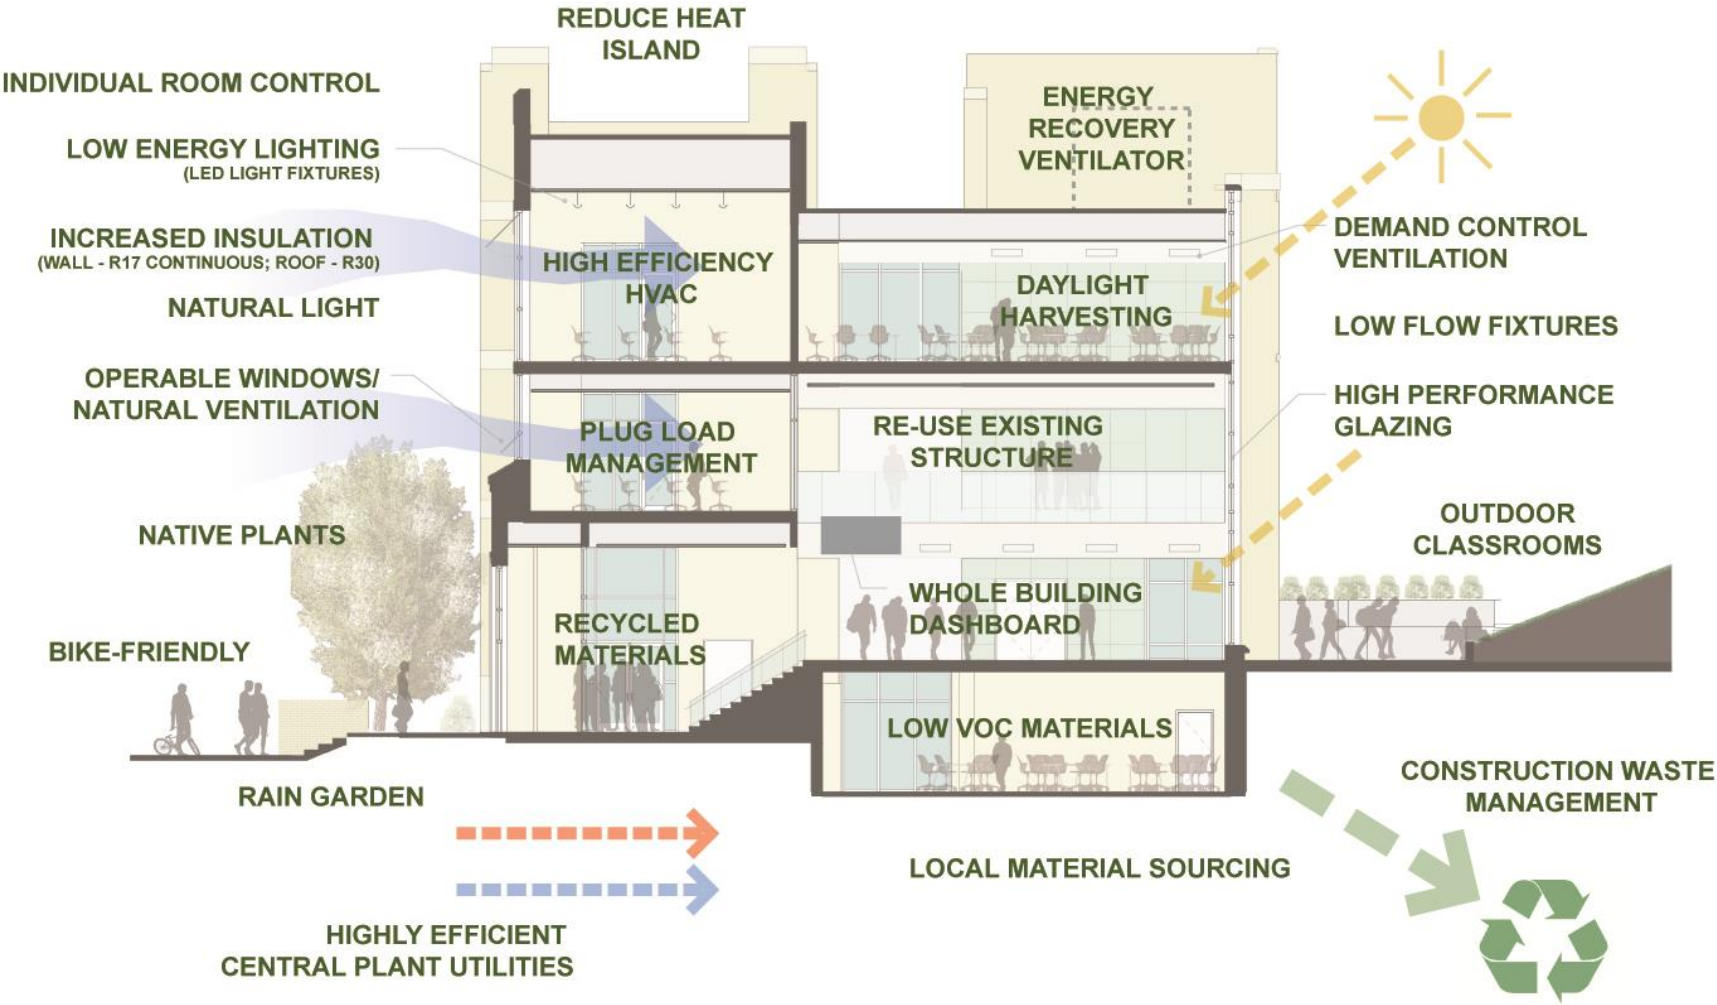 REDUCE HEAT
ISLAND
INDIVIDUAL ROOM CONTROL
LOW ENERGY LIGHTING
(LED LIGHT FIXTURES)
INCREASED INSULATION
(WALL - R17 CONTINUOUS; ROOF - R30)
NATURAL LIGHT
OPERABLE WINDOWS/
NATURAL VENTILATION
NATIVE PLANTS
BIKE-FRIENDLY
RAIN GARDEN
HIGHLY EFFICIENT
CENTRAL PLANT UTILITIES
HIGH EFFICIENCY
HVAC
PLUG LOAD
MANAGEMENT
RECYCLED
MATERIALS
ENERGY
RECOVERY
VENTILATOR
DAYLIGHT
HARVESTING
RE-USE EXISTING
STRUCTURE
WHOLE BUILDING
DASHBOARD
LOW VOC MATERIALS
LOCAL MATERIAL SOURCING
DEMAND CONTROL
VENTILATION
LOW FLOW FIXTURES
HIGH PERFORMANCE
GLAZING
OUTDOOR
CLASSROOMS
CONSTRUCTION WASTE
MANAGEMENT